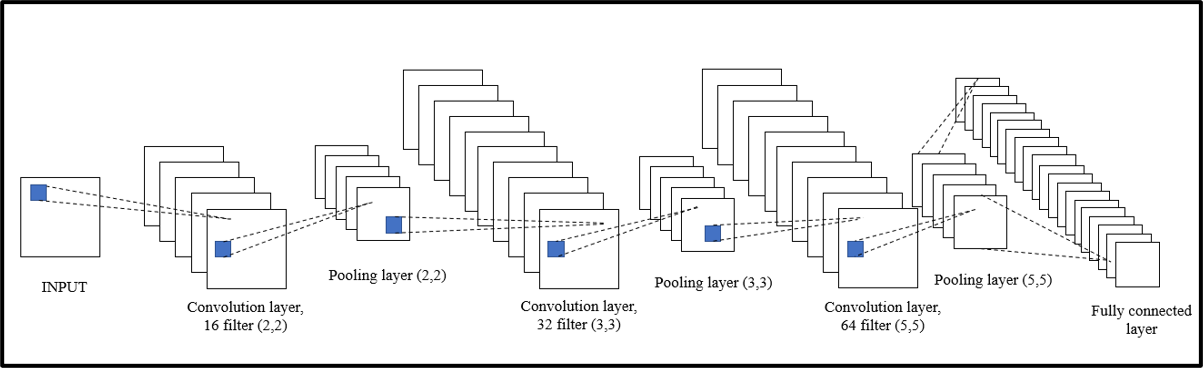 INPUT
Convolution layer,
16 filter (2,2)
Pooling layer (2,2)
Convolution layer,
32 filter (3,3)
Pooling layer (3,3)
Convolution layer,
64 filter (5,5)
Pooling layer (5,5)
Fully connected
layer